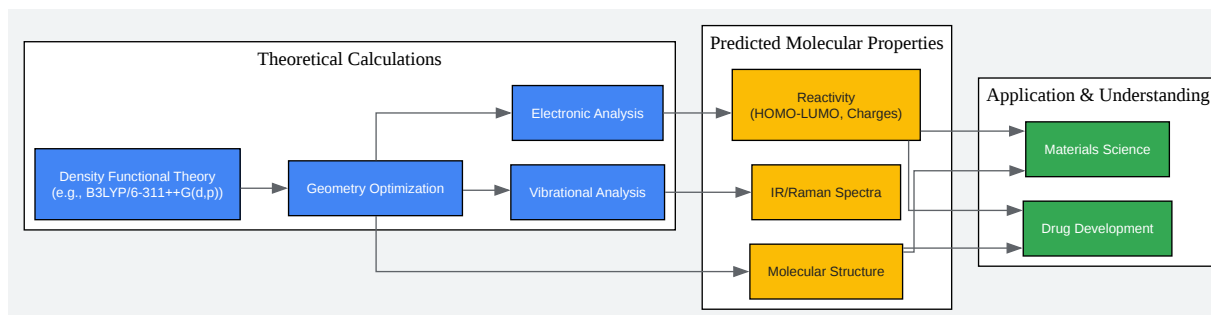 Theoretical Calculations
Density Functional Theory
(e.g., B3LYP/6-311++G(d,p))
Geometry Optimization
Electronic Analysis
Vibrational Analysis
Predicted Molecular Properties
Reactivity
(HOMO-LUMO, Charges)
IR/Raman Spectra
Molecular Structure
Application & Understanding
Materials Science
Drug Development